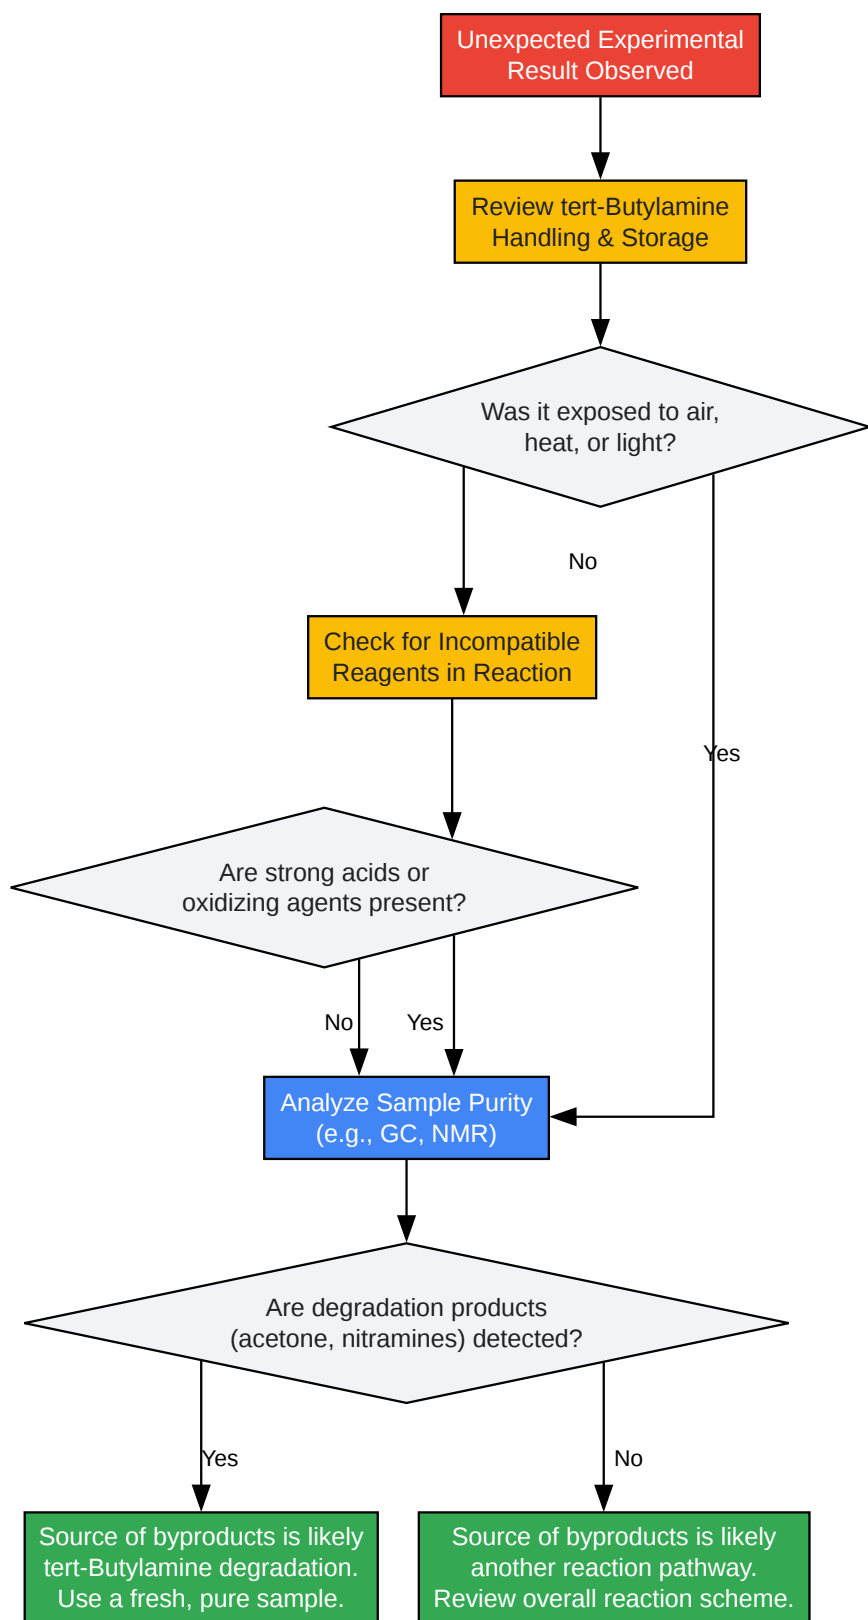 Unexpected Experimental
Result Observed
Review tert-Butylamine
Handling & Storage
Was it exposed to air,
heat, or light?
No
Check for Incompatible
Reagents in Reaction
Yes
Are strong acids or
oxidizing agents present?
No
Yes
Analyze Sample Purity
(e.g., GC, NMR)
Are degradation products
(acetone, nitramines) detected?
Yes
No
Source of byproducts is likely
tert-Butylamine degradation.
Use a fresh, pure sample.
Source of byproducts is likely
another reaction pathway.
Review overall reaction scheme.